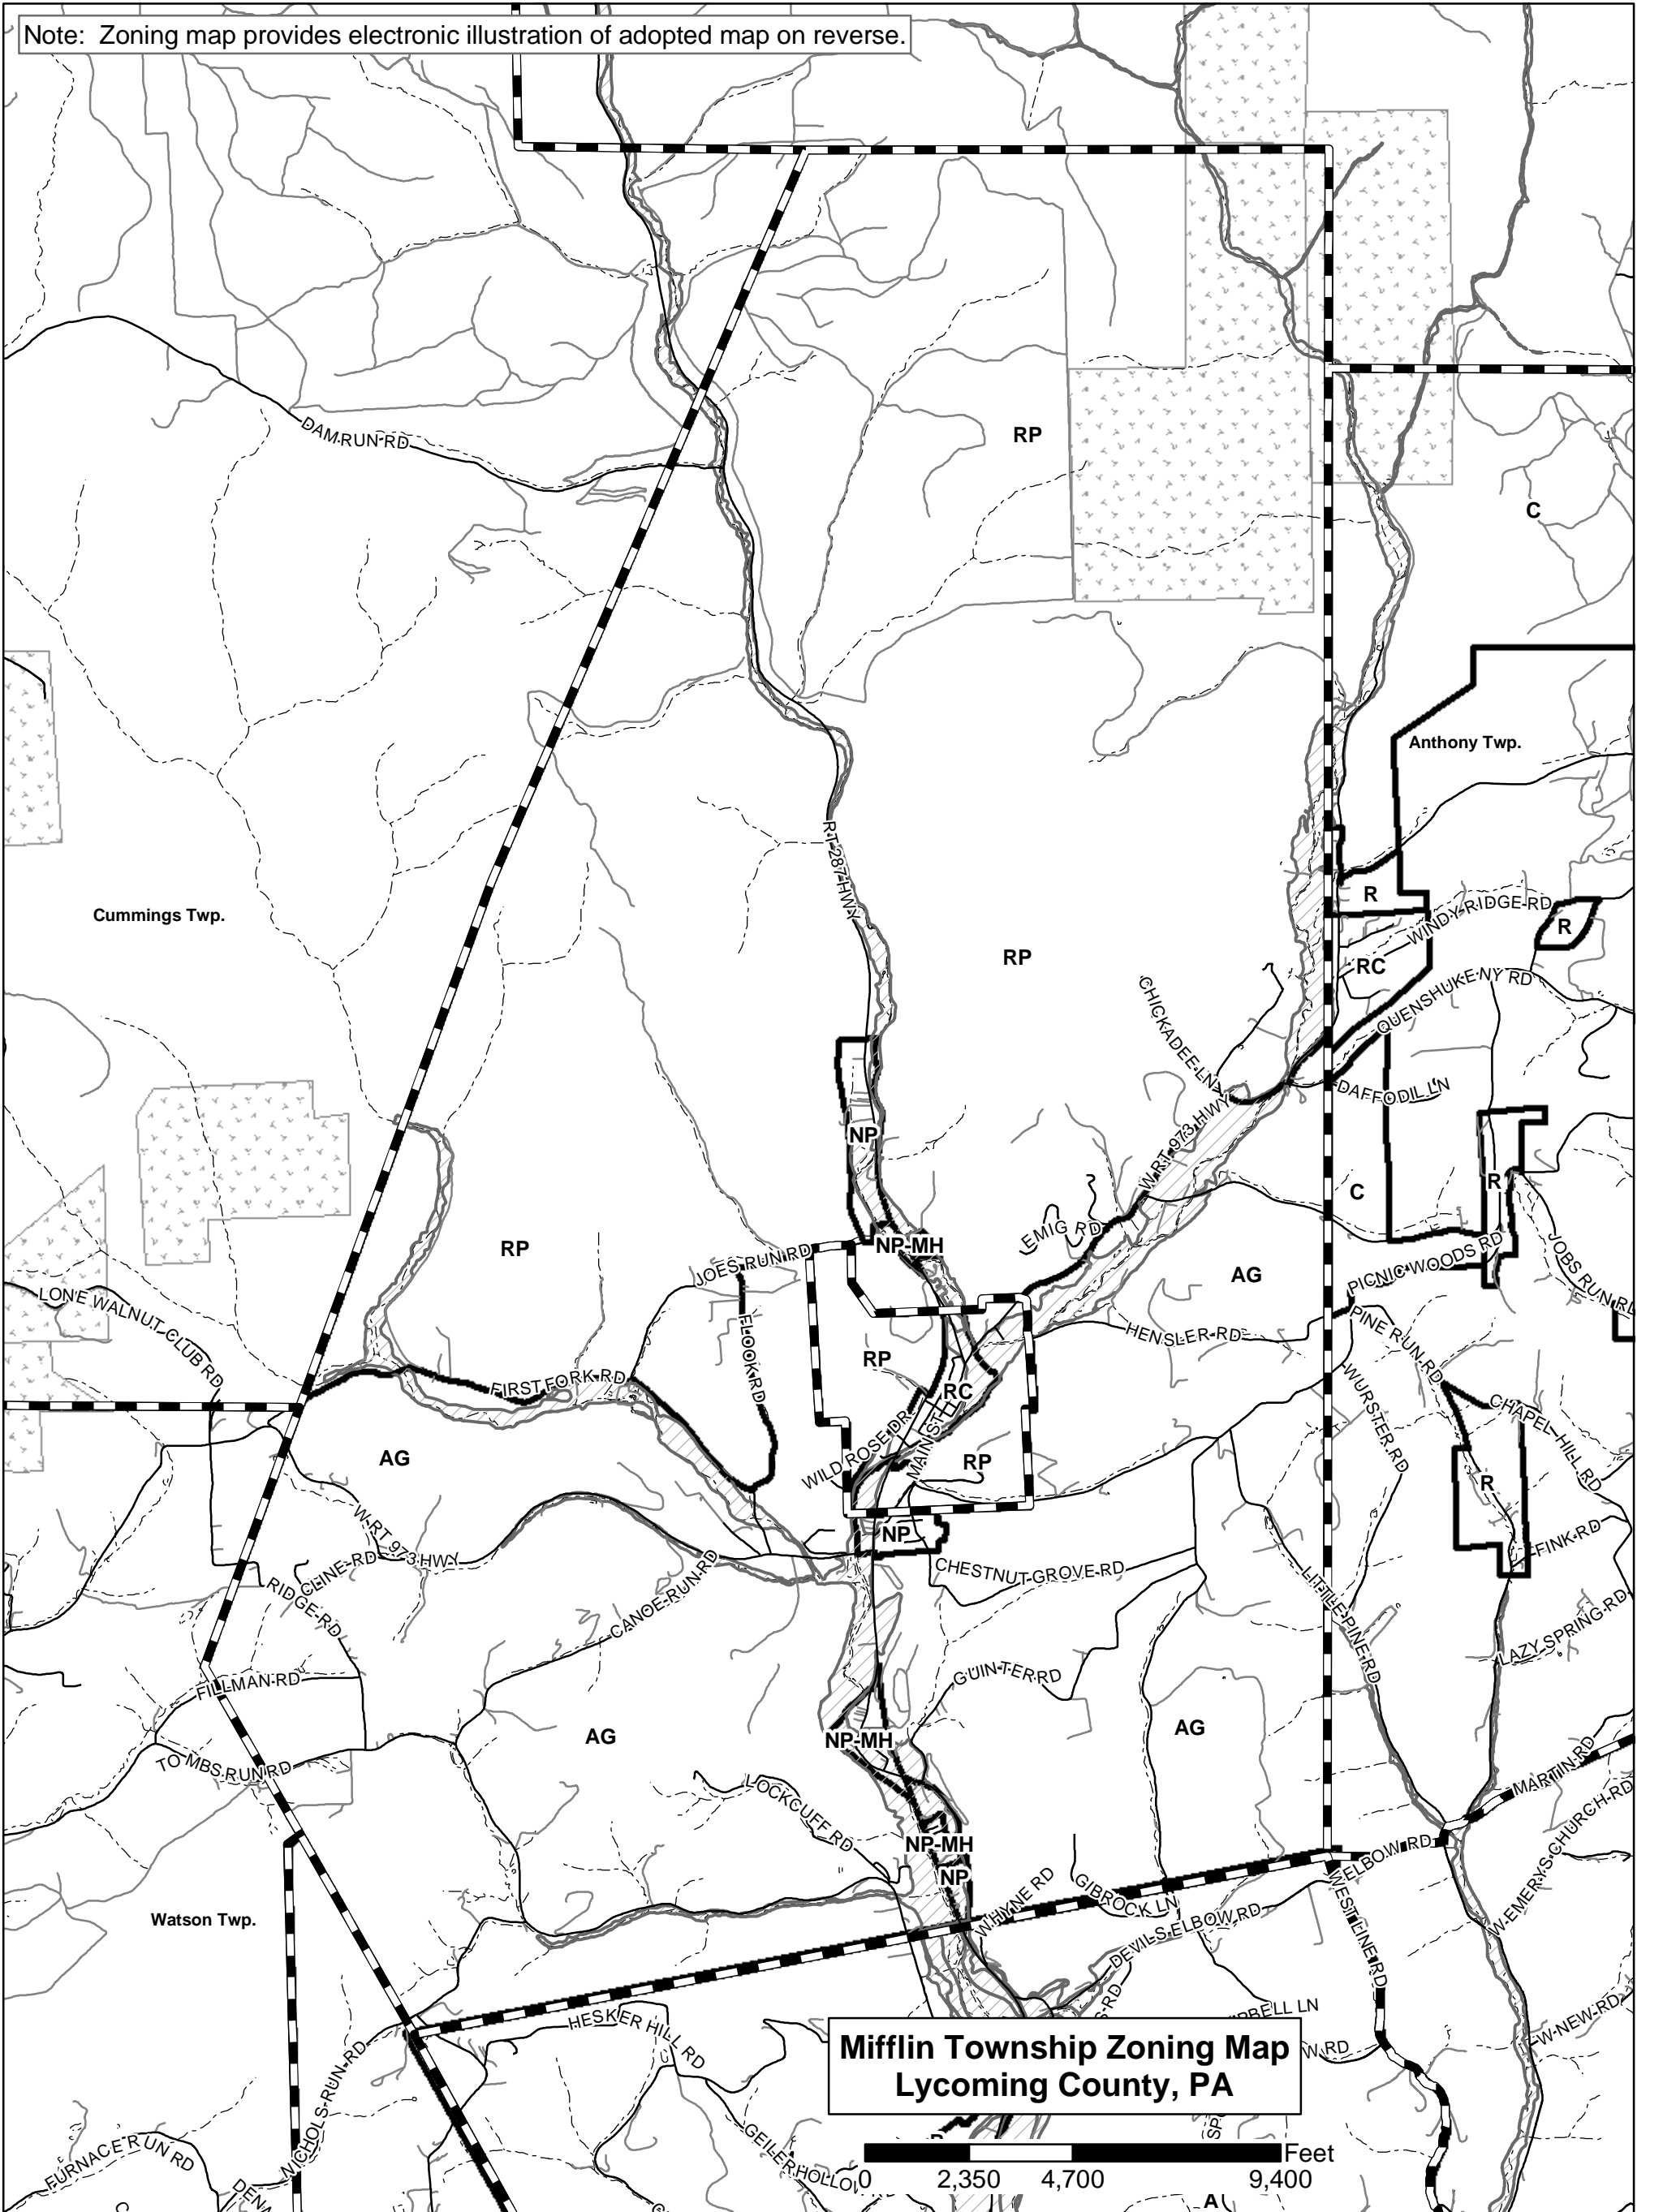 Note:  Zoning map provides electronic illustration of adopted map on reverse.
DAM RUN RD
RP
C
Anthony Twp.
RT 287 HWY
Cummings Twp.
R
WINDY RIDGE RD
R
RP
RC
QUENSHUKENY RD
CHICKADEE LN
DAFFODIL LN
NP
W RT 973 HWY
R
C
EMIG RD
NP-MH
RP
JOES RUN RD
AG
PICNIC WOODS RD
JOBS RUN RD
LONE WALNUT CLUB RD
HENSLER RD
PINE RUN RD
FLOOK RD
RP
FIRST FORK RD
RC
WURSTER RD
CHAPEL HILL RD
WILD ROSE DR
MAIN ST
AG
RP
R
W RT 973 HWY
NP
FINK RD
CLINE RD
RIDGE RD
CHESTNUT GROVE RD
CANOE RUN RD
LITTLE PINE RD
LAZY SPRING RD
FILLMAN RD
GUINTER RD
AG
NP-MH
AG
TO MBS RUN RD
MARTIN RD
LOCKCUFF RD
W EMERYS CHURCH RD
NP-MH
ELBOW RD
NP
W HYNE RD
GIBROCK LN
WEST LINE RD
Watson Twp.
DEVILS ELBOW RD
HESKER HILL RD
W NEW RD
Mifflin Township Zoning Map
Lycoming County, PA
W RD
NICHOLS RUN RD
FURNACE RUN RD
GEILER HOLLO
Feet
0 2,350 4,700 9,400
A